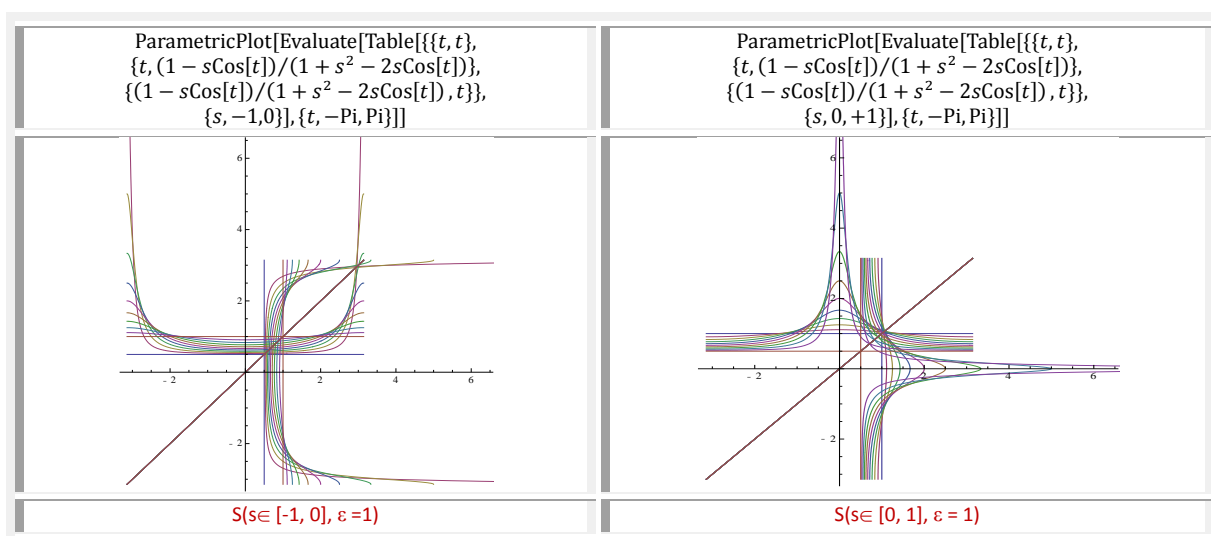 ParametricPlot[Evaluate[Table[{{t, t},
{t, (1 − sCos[t])/(1 + s² − 2sCos[t])},
{(1 − sCos[t])/(1 + s² − 2sCos[t]) , t}},
{s, −1,0}], {t, −Pi, Pi}]]
ParametricPlot[Evaluate[Table[{{t, t},
{t, (1 − sCos[t])/(1 + s² − 2sCos[t])},
{(1 − sCos[t])/(1 + s² − 2sCos[t]) , t}},
{s, 0, +1}], {t, −Pi, Pi}]]
6
4
2
- 2
2
4
6
- 2
6
4
2
- 2
2
4
6
- 2
S(s∈ [-1, 0], ε =1)
S(s∈ [0, 1], ε = 1)